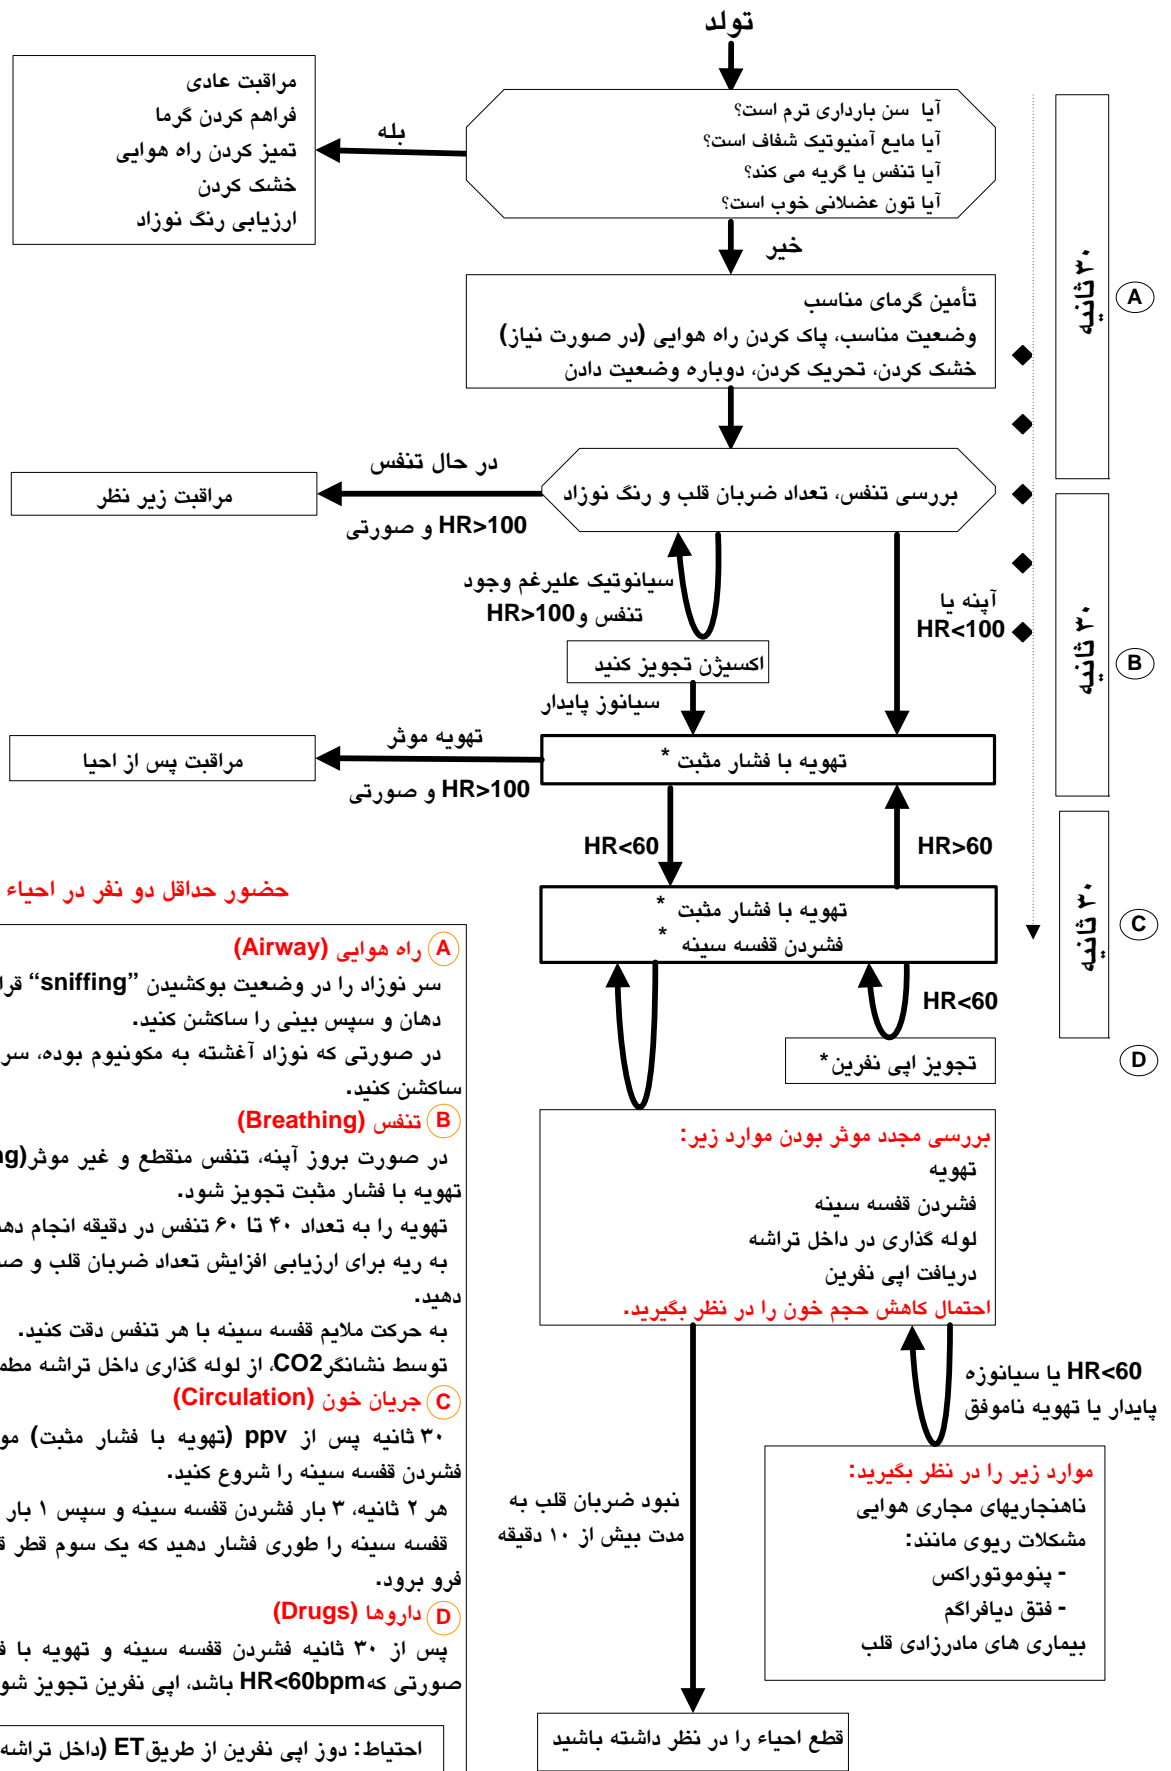 تولد
آیا سن بارداری ترم است؟
آیا مایع آمنیوتیک شفاف است؟
آیا تنفس یا گریه می کند؟
آیا تون عضلانی خوب است؟
بله
مراقبت عادی
فراهم کردن گرما
تمیز کردن راه هوایی
خشک کردن
ارزیابی رنگ نوزاد
خیر
۳۰ ثانیه
A
تأمین گرمای مناسب
وضعیت مناسب، پاک کردن راه هوایی (در صورت نیاز)
خشک کردن، تحریک کردن، دوباره وضعیت دادن
بررسی تنفس، تعداد ضربان قلب و رنگ نوزاد
در حال تنفس
HR>100 و صورتی
مراقبت زیر نظر
سیانوتیک علیرغم وجود
تنفس و HR>100
آپنه یا
HR<100
۳۰ ثانیه
B
اکسیژن تجویز کنید
سیانوز پایدار
تهویه با فشار مثبت *
تهویه موثر
HR>100 و صورتی
مراقبت پس از احیا
HR<60
HR>60
تهویه با فشار مثبت *
فشردن قفسه سینه *
۳۰ ثانیه
C
HR<60
تجویز اپی نفرین*
D
بررسی مجدد موثر بودن موارد زیر:
تهویه
فشردن قفسه سینه
لوله گذاری در داخل تراشه
دریافت اپی نفرین
احتمال کاهش حجم خون را در نظر بگیرید.
HR<60 یا سیانوزه
پایدار یا تهویه ناموفق
موارد زیر را در نظر بگیرید:
ناهنجاریهای مجاری هوایی
مشکلات ریوی مانند:
- پنوموتوراکس
- فتق دیافراگم
بیماری های مادرزادی قلب
نبود ضربان قلب به
مدت بیش از ۱۰ دقیقه
قطع احیاء را در نظر داشته باشید
حضور حداقل دو نفر در احیاء
A راه هوایی (Airway)
سر نوزاد را در وضعیت بوکشیدن “sniffing”
دهان و سپس بینی را ساکشن کنید.
در صورتی که نوزاد آغشته به مکونیوم بوده، سر
ساکشن کنید.
B تنفس (Breathing)
در صورت بروز آپنه، تنفس منقطع و غیر موثر
تهویه با فشار مثبت تجویز شود.
تهویه را به تعداد ۴۰ تا ۶۰ تنفس در دقیقه انجام
به ریه برای ارزیابی افزایش تعداد ضربان قلب و
دهید.
به حرکت ملایم قفسه سینه با هر تنفس دقت کنید.
توسط نشانگر CO2، از لوله گذاری داخل تراشه
C جریان خون (Circulation)
۳۰ ثانیه پس از ppv (تهویه با فشار مثبت)
فشردن قفسه سینه را شروع کنید.
هر ۲ ثانیه، ۳ بار فشردن قفسه سینه و سپس ۱ بار
قفسه سینه را طوری فشار دهید که یک سوم قطر
فرو برود.
D داروها (Drugs)
پس از ۳۰ ثانیه فشردن قفسه سینه و تهویه با
صورتی که HR<60bpm باشد، اپی نفرین تجویز
احتیاط: دوز اپی نفرین از طریق ET (داخل تراشه